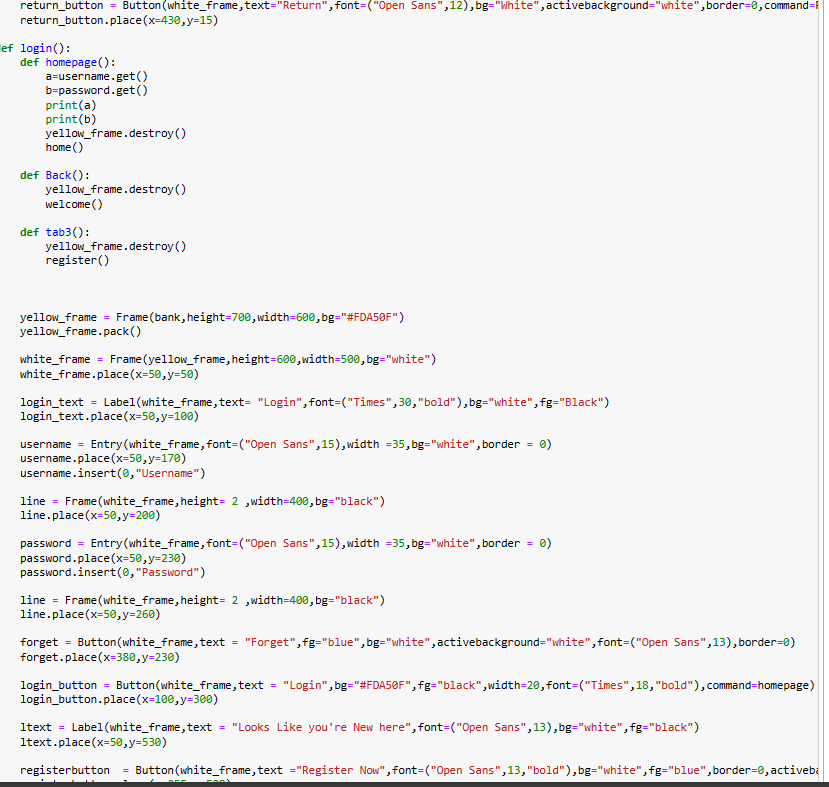 return_button = Button(white_frame,text="Return",font=("Open Sans",12),bg="White",activebackground="white",border=0,command=
return_button.place(x=430,y=15)
ef login():
def homepage():
a=username.get()
b=password.get()
print(a)
print(b)
yellow_frame.destroy()
home()
def Back():
yellow_frame.destroy()
welcome()
def tab3():
yellow_frame.destroy()
register()
yellow_frame = Frame(bank,height=700,width=600,bg="#FDA50F")
yellow_frame.pack()
white_frame = Frame(yellow_frame,height=600,width=500,bg="white")
white_frame.place(x=50,y=50)
login_text = Label(white_frame,text= "Login",font=("Times",30,"bold"),bg="white",fg="Black")
login_text.place(x=50,y=100)
username = Entry(white_frame,font=("Open Sans",15),width =35,bg="white",border = 0)
username.place(x=50,y=170)
username.insert(0,"Username")
line = Frame(white_frame,height= 2 ,width=400,bg="black")
line.place(x=50,y=200)
password = Entry(white_frame,font=("Open Sans",15),width =35,bg="white",border = 0)
password.place(x=50,y=230)
password.insert(0,"Password")
line = Frame(white_frame,height= 2 ,width=400,bg="black")
line.place(x=50,y=260)
forget = Button(white_frame,text = "Forget",fg="blue",bg="white",activebackground="white",font=("Open Sans",13),border=0)
forget.place(x=380,y=230)
login_button = Button(white_frame,text = "Login",bg="#FDA50F",fg="black",width=20,font=("Times",18,"bold"),command=homepage)
login_button.place(x=100,y=300)
ltext = Label(white_frame,text = "Looks Like you're New here",font=("Open Sans",13),bg="white",fg="black")
ltext.place(x=50,y=530)
registerbutton  = Button(white_frame,text ="Register Now",font=("Open Sans",13,"bold"),bg="white",fg="blue",border=0,activeba